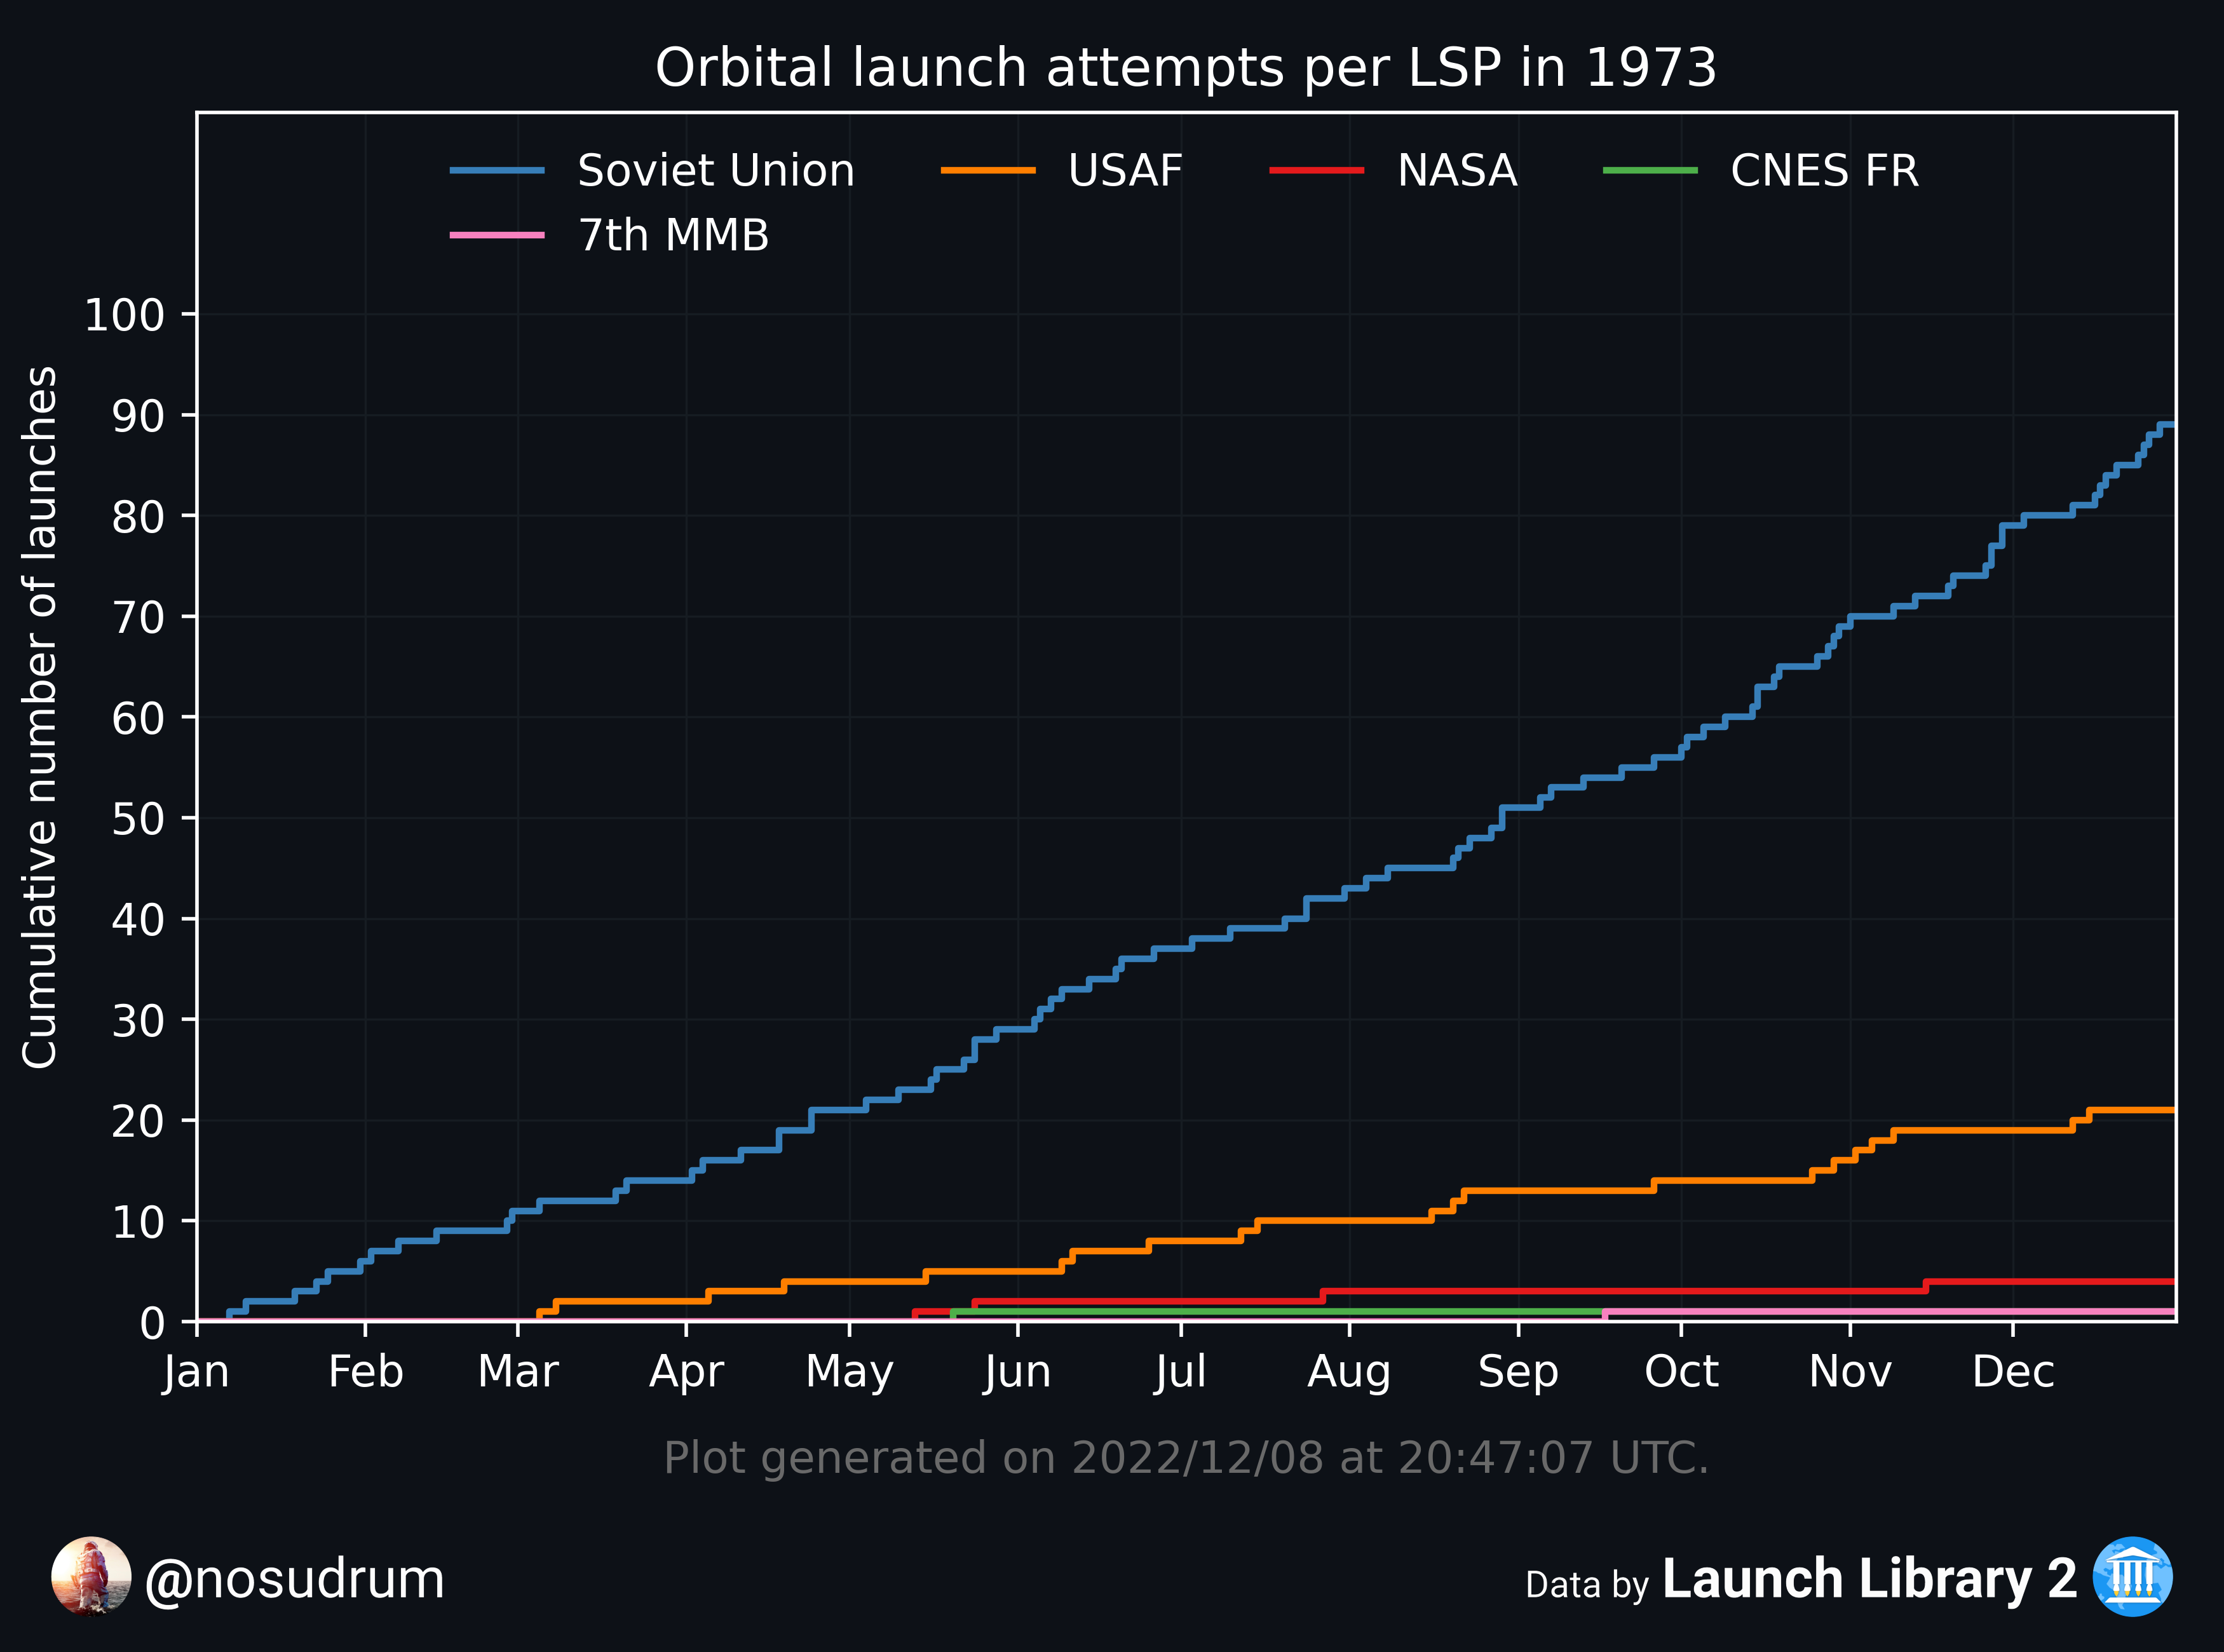 Orbital launch attempts per LSP in 1973
Soviet Union USAF NASA CNES FR
7th MMB
Cumulative number of launches
100
90
80
70
60
50
40
30
20
10
0
Jan Feb Mar Apr May Jun Jul Aug Sep Oct Nov Dec
Plot generated on 2022/12/08 at 20:47:07 UTC.
@nosudrum
Data by Launch Library 2